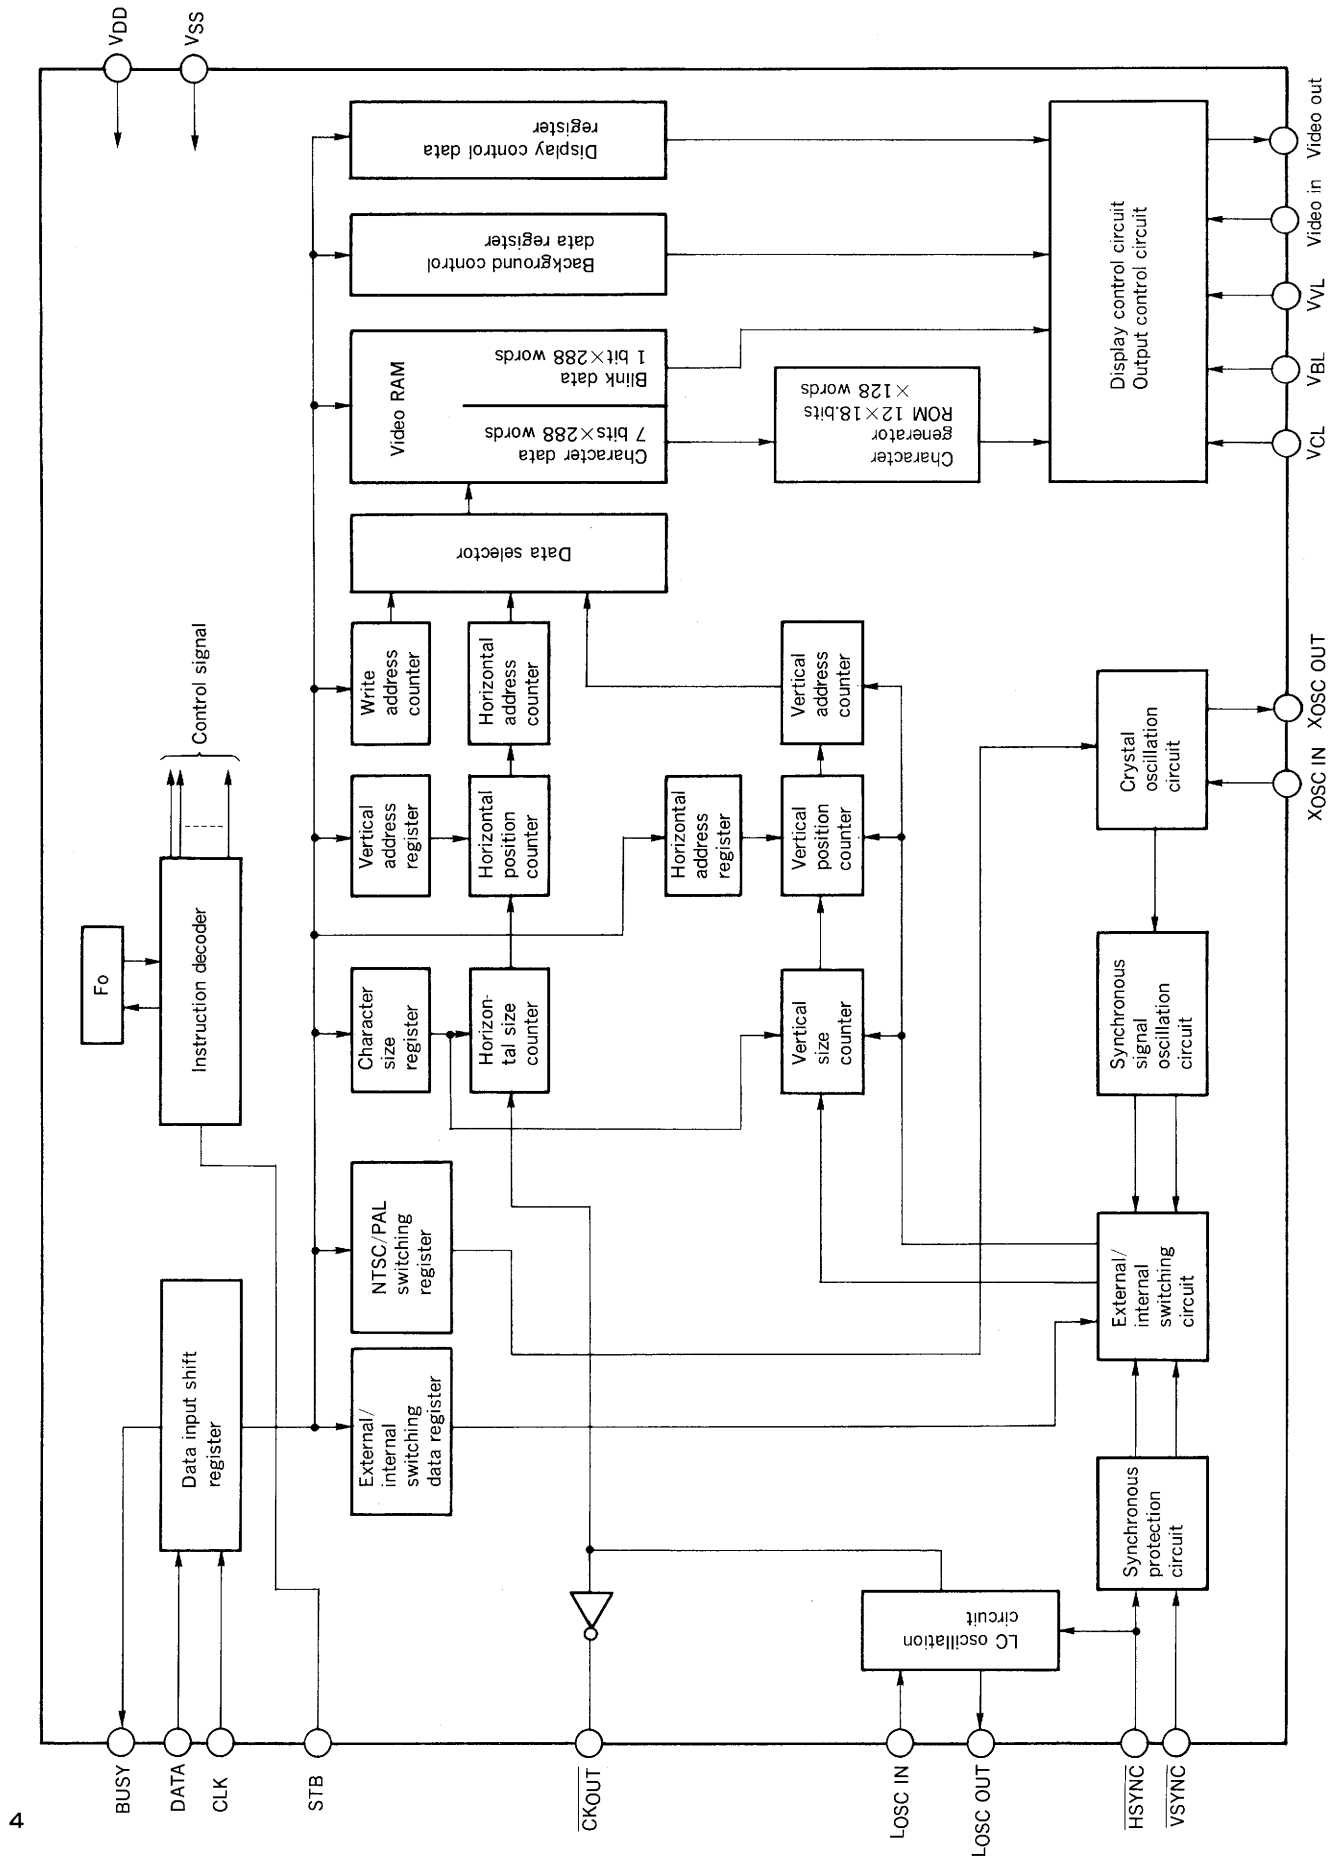 4
BUSY
DATA
CLK
STB
CKOUT
LOSC IN
LOSC OUT
HSYNC
VSYNC
Data input shift
register
Fo
Instruction decoder
Control signal
VDD
VSS
External/
internal
switching
data register
NTSC/PAL
switching
register
Character
size
register
Vertical
address
register
Write
address
counter
Horizon-
tal size
counter
Horizontal
position
counter
Horizontal
address
counter
Data selector
Video RAM
Character data
7 bits×288 words
Blink data
1 bit×288 words
Background control
data register
Display control data
register
Horizontal
address
register
Vertical
size
counter
Vertical
position
counter
Vertical
address
counter
Character
generator
ROM 12×18.bits
×128 words
LC oscillation
circuit
Synchronous
protection
circuit
External/
internal
switching
circuit
Synchronous
signal
oscillation
circuit
Crystal
oscillation
circuit
Display control circuit
Output control circuit
XOSC IN
XOSC OUT
VCL
VBL
VVL
Video in
Video out